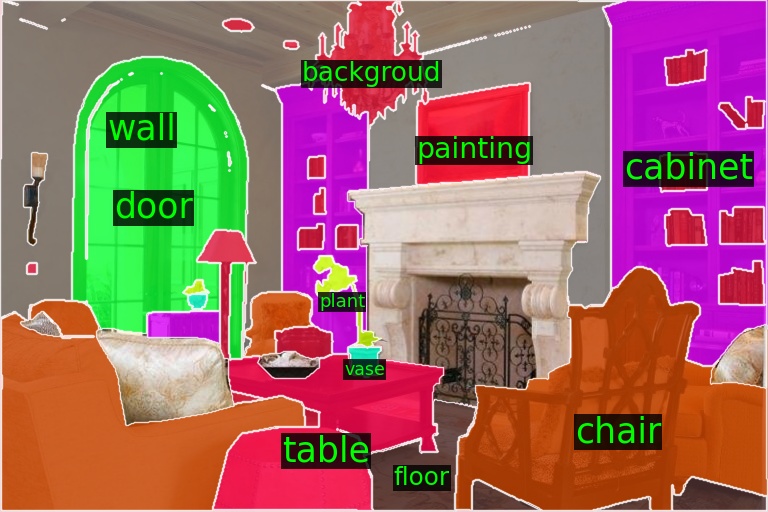 backgroud
wall
painting
cabinet
door
plant
vase
chair
table
floor